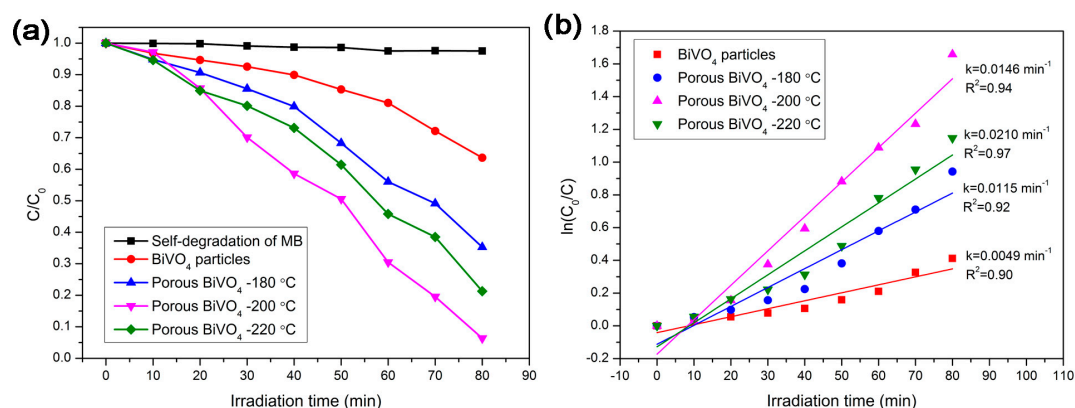 (a)
1.0
0.9
0.8
0.7
0.6
0.5
0.4
0.3
0.2
0.1
0.0
C/C₀
Self-degradation of MB
BiVO₄ particles
Porous BiVO₄ -180 °C
Porous BiVO₄ -200 °C
Porous BiVO₄ -220 °C
0 10 20 30 40 50 60 70 80 90
Irradiation time (min)
(b)
1.8
1.6
1.4
1.2
1.0
0.8
0.6
0.4
0.2
0.0
-0.2
ln(C₀/C)
BiVO₄ particles
Porous BiVO₄ -180 °C
Porous BiVO₄ -200 °C
Porous BiVO₄ -220 °C
k=0.0146 min⁻¹
R²=0.94
k=0.0210 min⁻¹
R²=0.97
k=0.0115 min⁻¹
R²=0.92
k=0.0049 min⁻¹
R²=0.90
-10 0 10 20 30 40 50 60 70 80 90 100 110
Irradiation time (min)